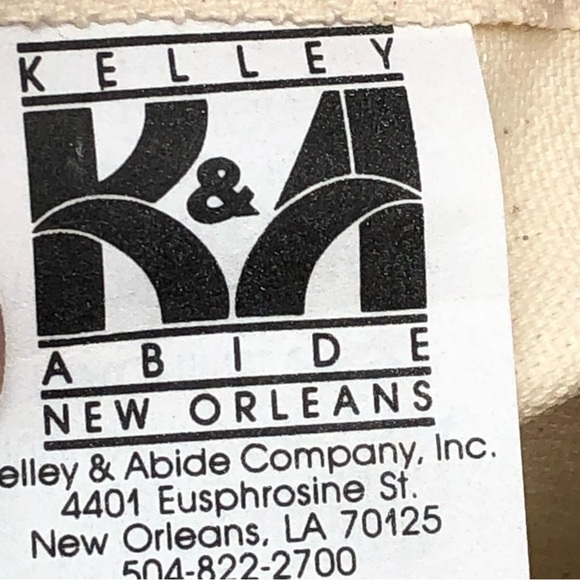 KELLEY
K&A
ABIDE
NEW ORLEANS
elley & Abide Company, Inc.
4401 Eusphrosine St.
New Orleans, LA 70125
504-822-2700